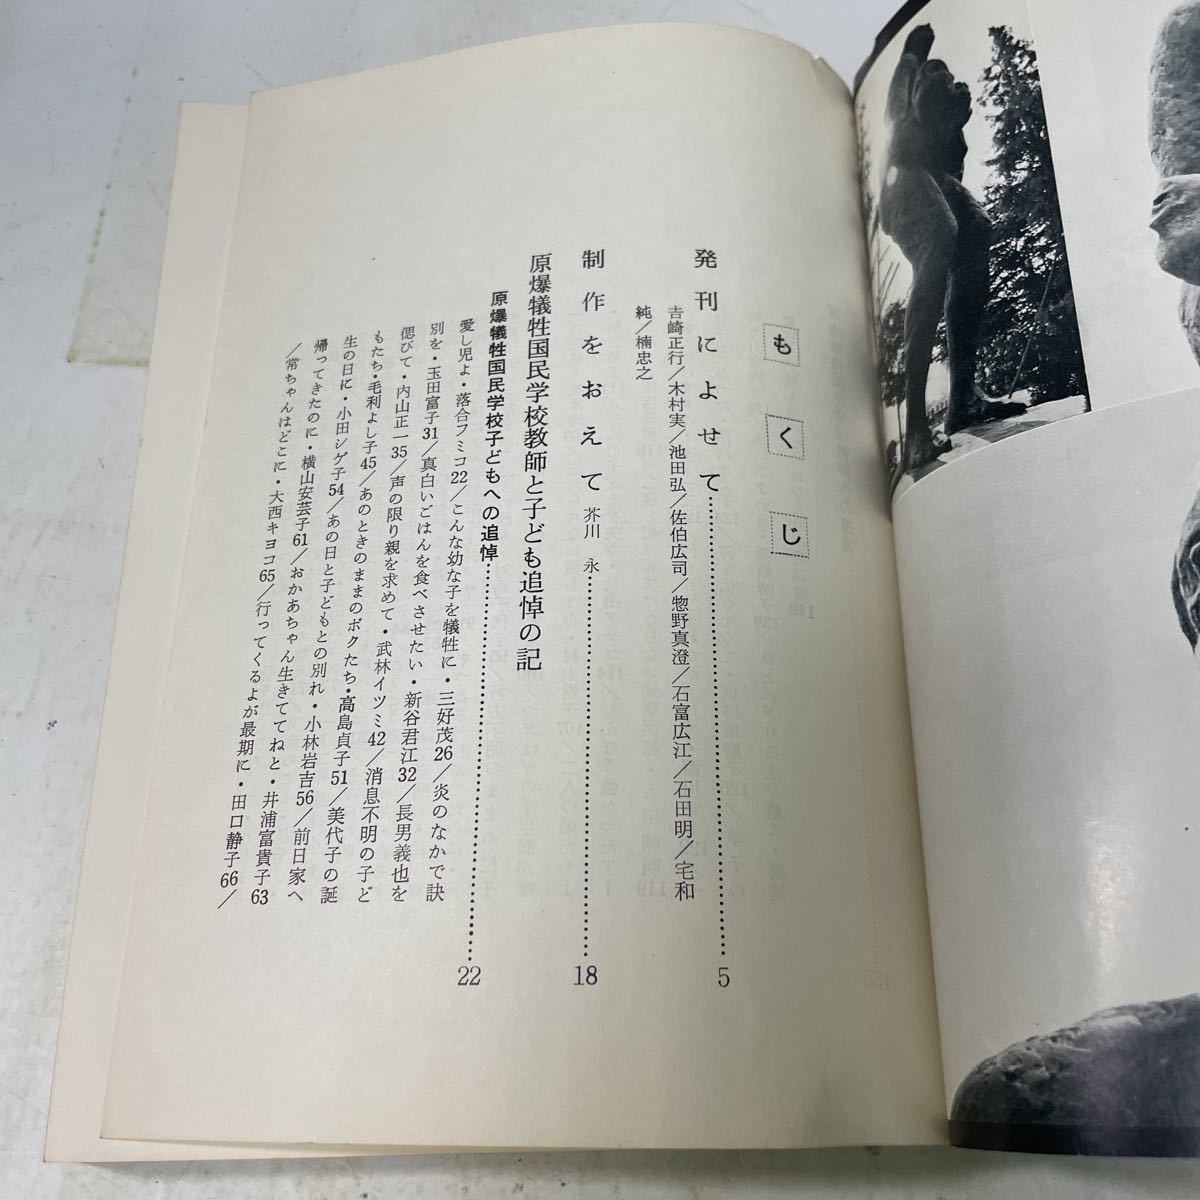 もくじ
発刊によせて……………………5
吉崎正行／木村実／池田弘／佐伯広司／惣野真澄／石富広江／石田明／宅和
純／楠忠之
制作をおえて 芥川 永……………………18
原爆犠牲国民学校教師と子ども追悼の記
原爆犠牲国民学校子どもへの追悼……………………22
愛し児よ・落合フミコ22／こんな幼な子を犠牲に・三好茂26／炎のなかで訣
別を・玉田富子31／真白いごはんを食べさせたい・新谷君江32／長男義也を
偲びて・内山正一35／声の限り親を求めて・武林イツミ42／消息不明の子ど
もたち・毛利よし子45／あのときのままのボクたち・高島貞子51／美代子の誕
生の日に・小田シゲ子54／あの日と子どもとの別れ・小林岩吉56／前日家へ
帰ってきたのに・横山安芸子61／おかあちゃん生きててねと・井浦富貴子63
／常ちゃんはどこに・大西キヨコ65／行ってくるよが最期に・田口静子66／